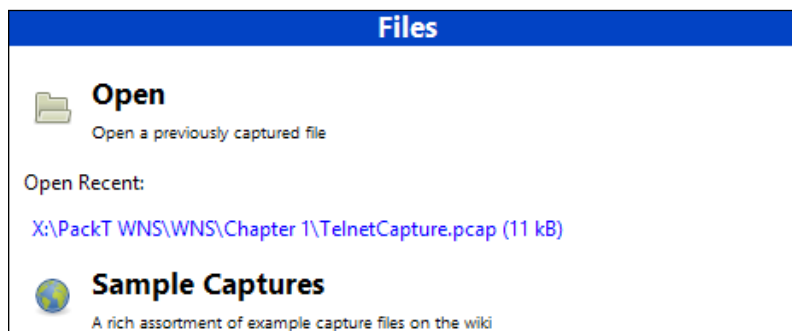 Files
Open
Open a previously captured file
Open Recent:
X:\PackT WNS\WNS\Chapter 1\TelnetCapture.pcap (11 kB)
Sample Captures
A rich assortment of example capture files on the wiki